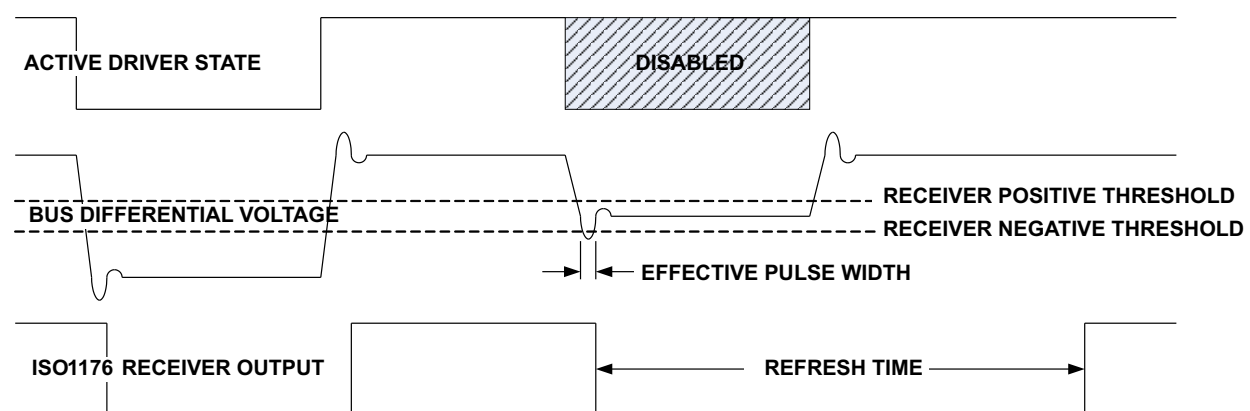 ACTIVE DRIVER STATE
DISABLED
RECEIVER POSITIVE THRESHOLD
BUS DIFFERENTIAL VOLTAGE
RECEIVER NEGATIVE THRESHOLD
EFFECTIVE PULSE WIDTH
ISO1176 RECEIVER OUTPUT
REFRESH TIME